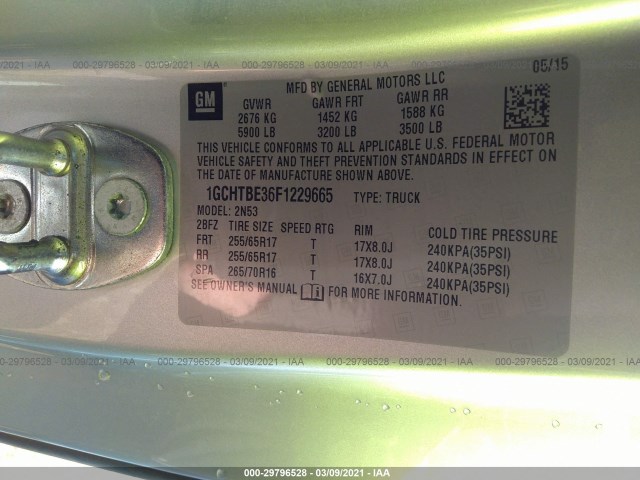 000-29796528 - 03/09/2021 - IAA
05/15
GM
MFD BY GENERAL MOTORS LLC
GVWR GAWR FRT GAWR RR
2676 KG 1452 KG 1588 KG
5900 LB 3200 LB 3500 LB
THIS VEHICLE CONFORMS TO ALL APPLICABLE U.S. FEDERAL MOTOR
VEHICLE SAFETY AND THEFT PREVENTION STANDARDS IN EFFECT ON
THE DATE OF MANUFACTURE SHOWN ABOVE.
1GCHTBE36F1229665 TYPE: TRUCK
MODEL: 2N53
2BFZ TIRE SIZE SPEED RTG RIM COLD TIRE PRESSURE
FRT 255/65R17 T 17X8.0J 240KPA(35PSI)
RR 255/65R17 T 17X8.0J 240KPA(35PSI)
SPA 265/70R16 T 16X7.0J 240KPA(35PSI)
SEE OWNER'S MANUAL FOR MORE INFORMATION.
000-29796528 - 03/09/2021 - IAA
000-29796528 - 03/09/2021 - IAA